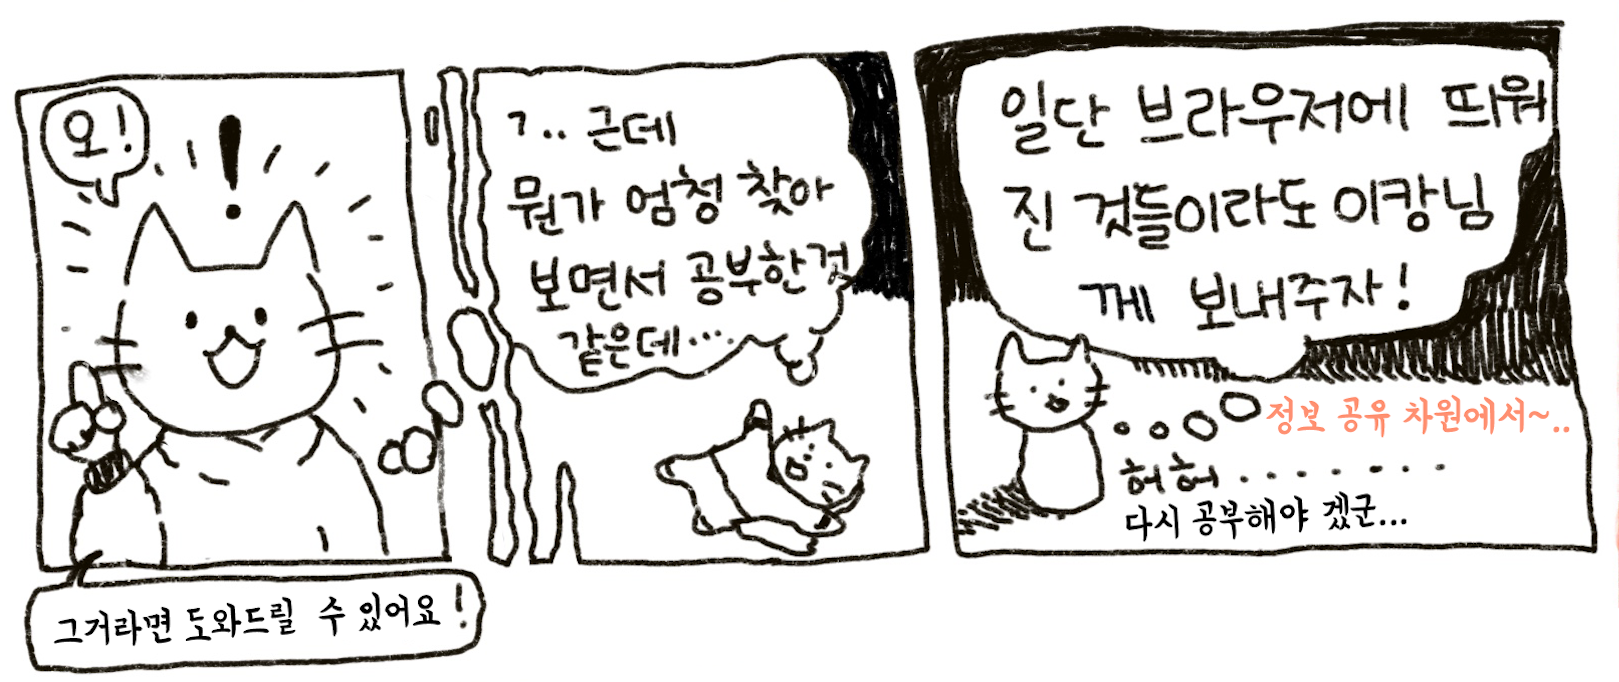 오!
그거라면 도와드릴 수 있어요!
ㄱ.. 근데
뭔가 엄청 찾아
보면서 공부한것
같은데...
일단 브라우저에 띄워
진 것들이라도 이캉님
께 보내주자!
정보 공유 차원에서~..
허허.......
다시 공부해야 겠군...